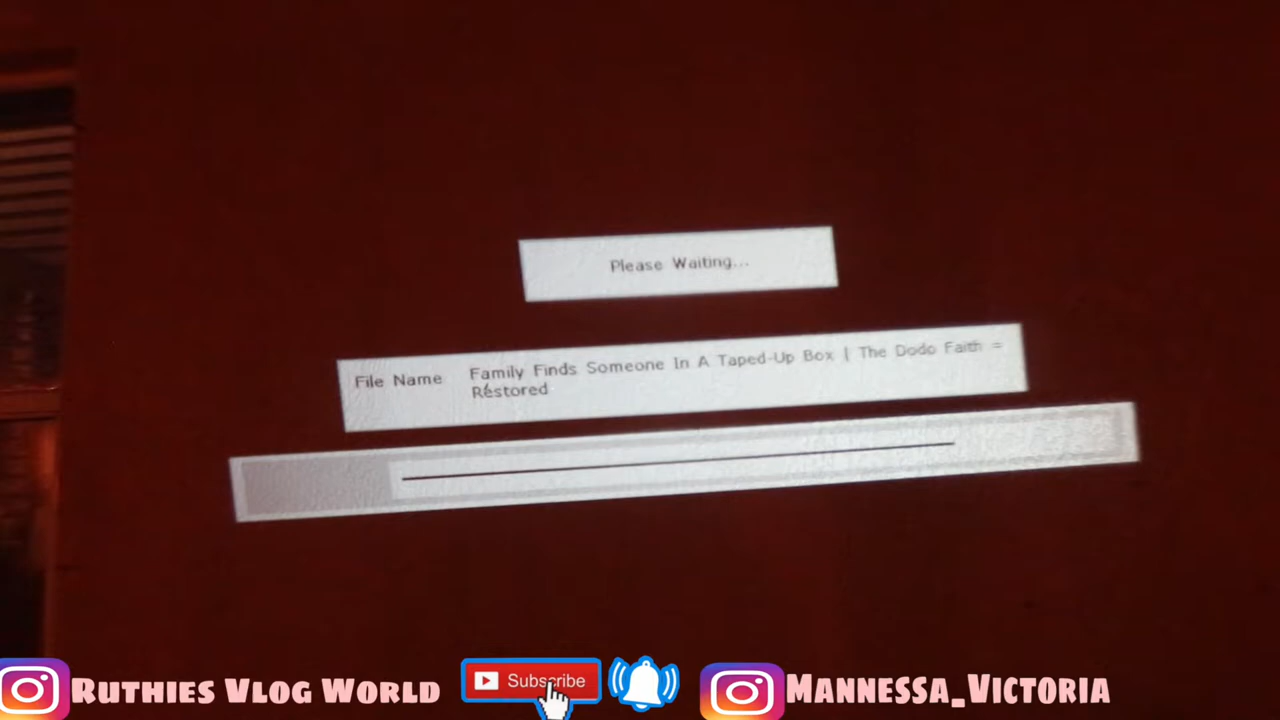 Please Waiting...
File Name Family Finds Someone In A Taped-Up Box | The Dodo Faith =
Restored
Ruthies Vlog World
Subscribe
Mannessa_Victoria